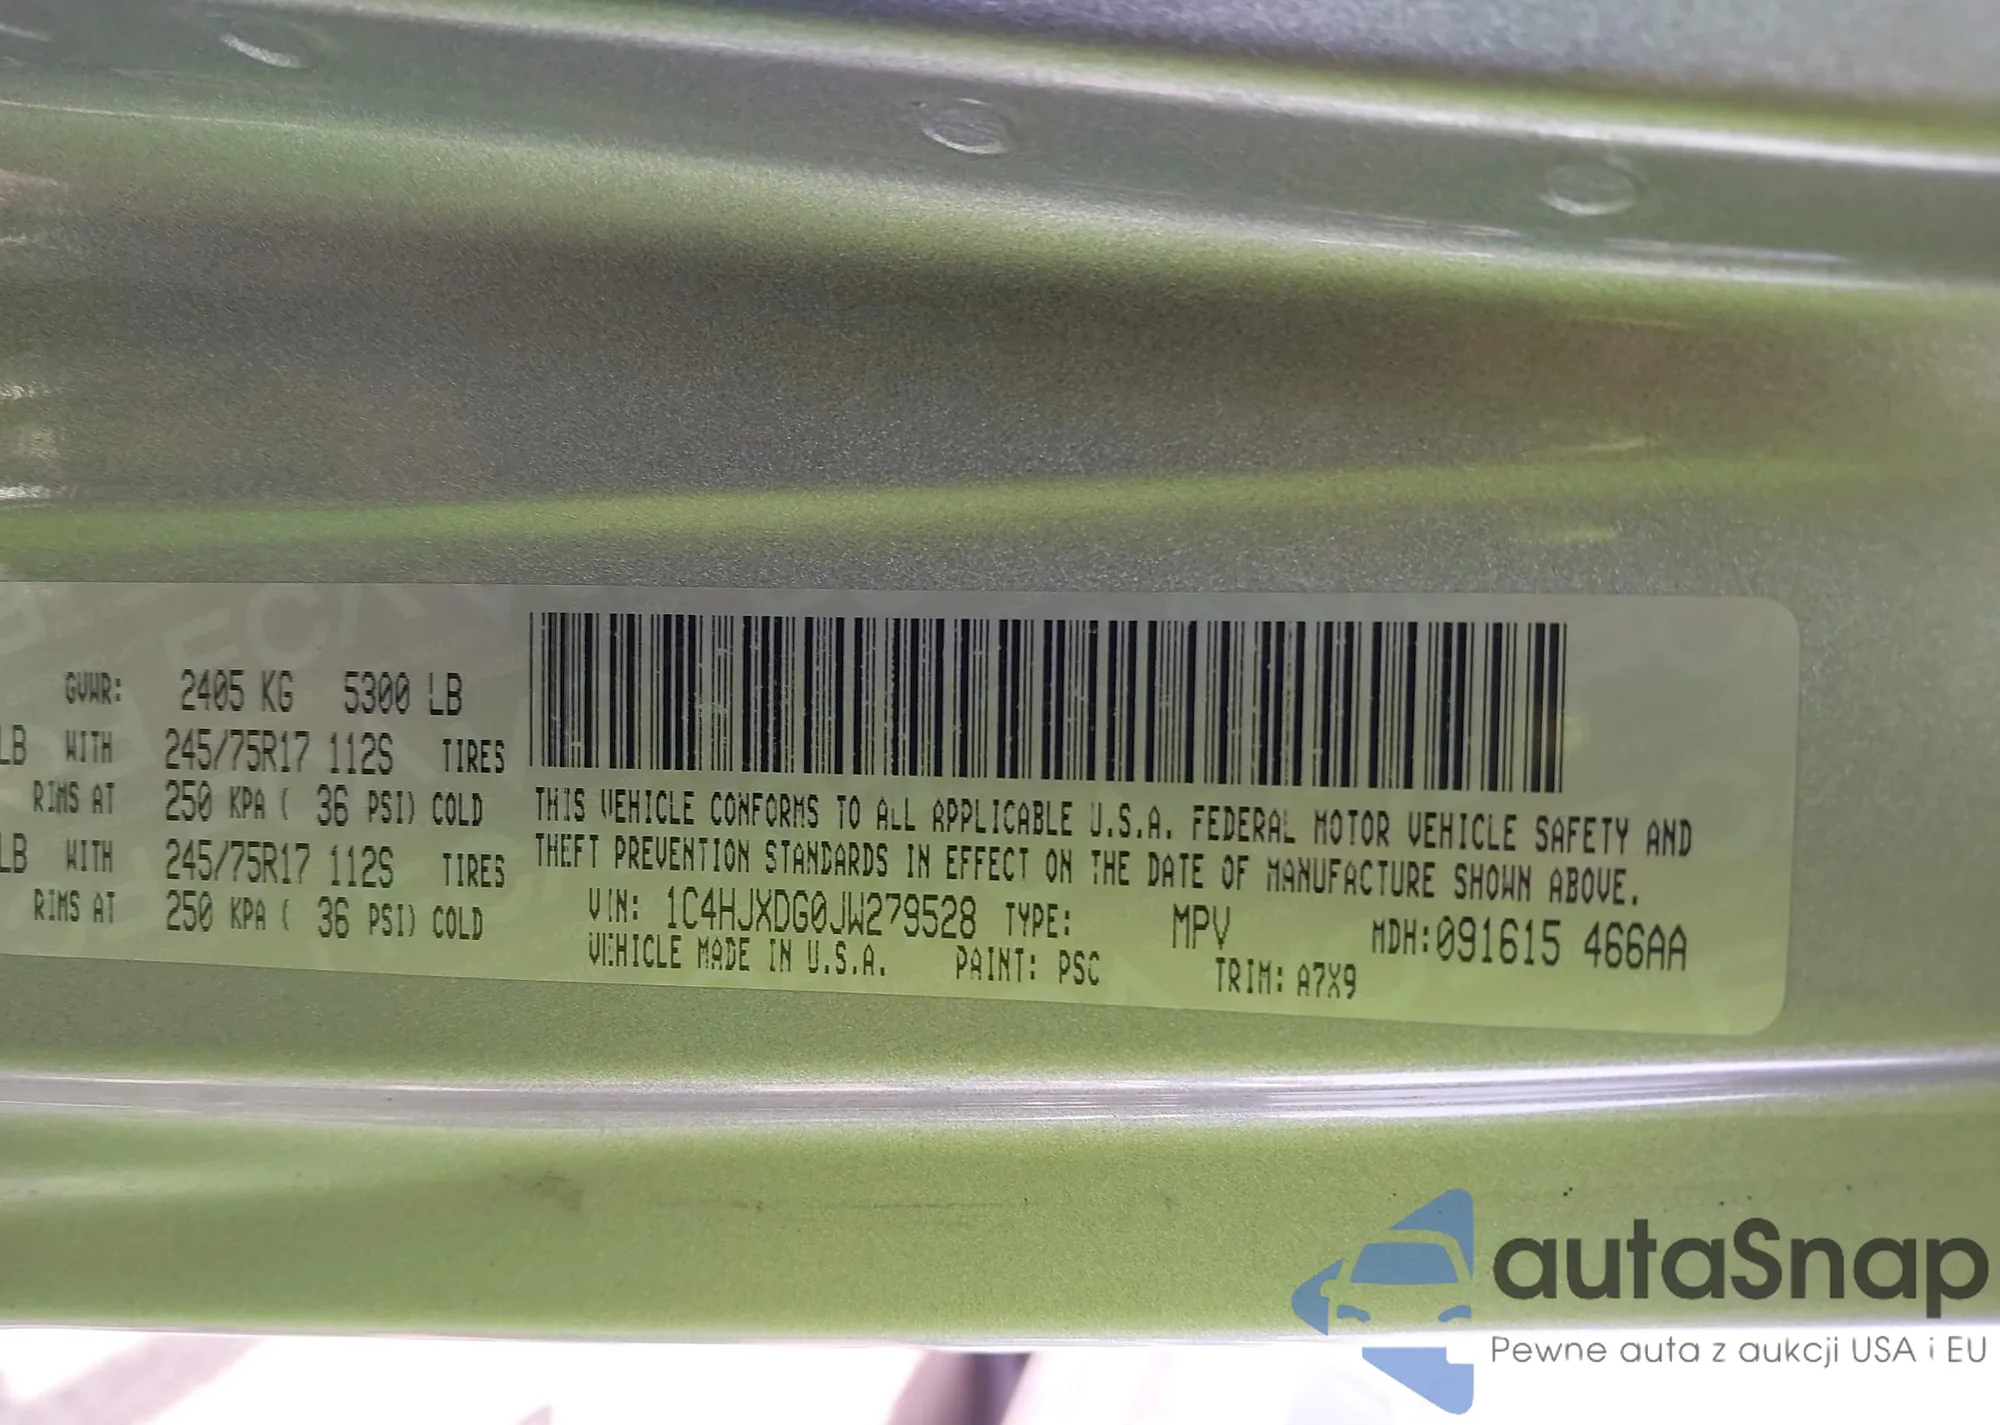 GVWR: 2405 KG 5300 LB
LB WITH 245/75R17 112S TIRES
RIMS AT 250 KPA ( 36 PSI) COLD
LB WITH 245/75R17 112S TIRES
RIMS AT 250 KPA ( 36 PSI) COLD
THIS VEHICLE CONFORMS TO ALL APPLICABLE U.S.A. FEDERAL MOTOR VEHICLE SAFETY AND
THEFT PREVENTION STANDARDS IN EFFECT ON THE DATE OF MANUFACTURE SHOWN ABOVE.
VIN: 1C4HJXDG0JW279528 TYPE: MPV MDH:091615 466AA
VEHICLE MADE IN U.S.A. PAINT: PSC TRIM: A7X9
autaSnap
Pewne auta z aukcji USA i EU